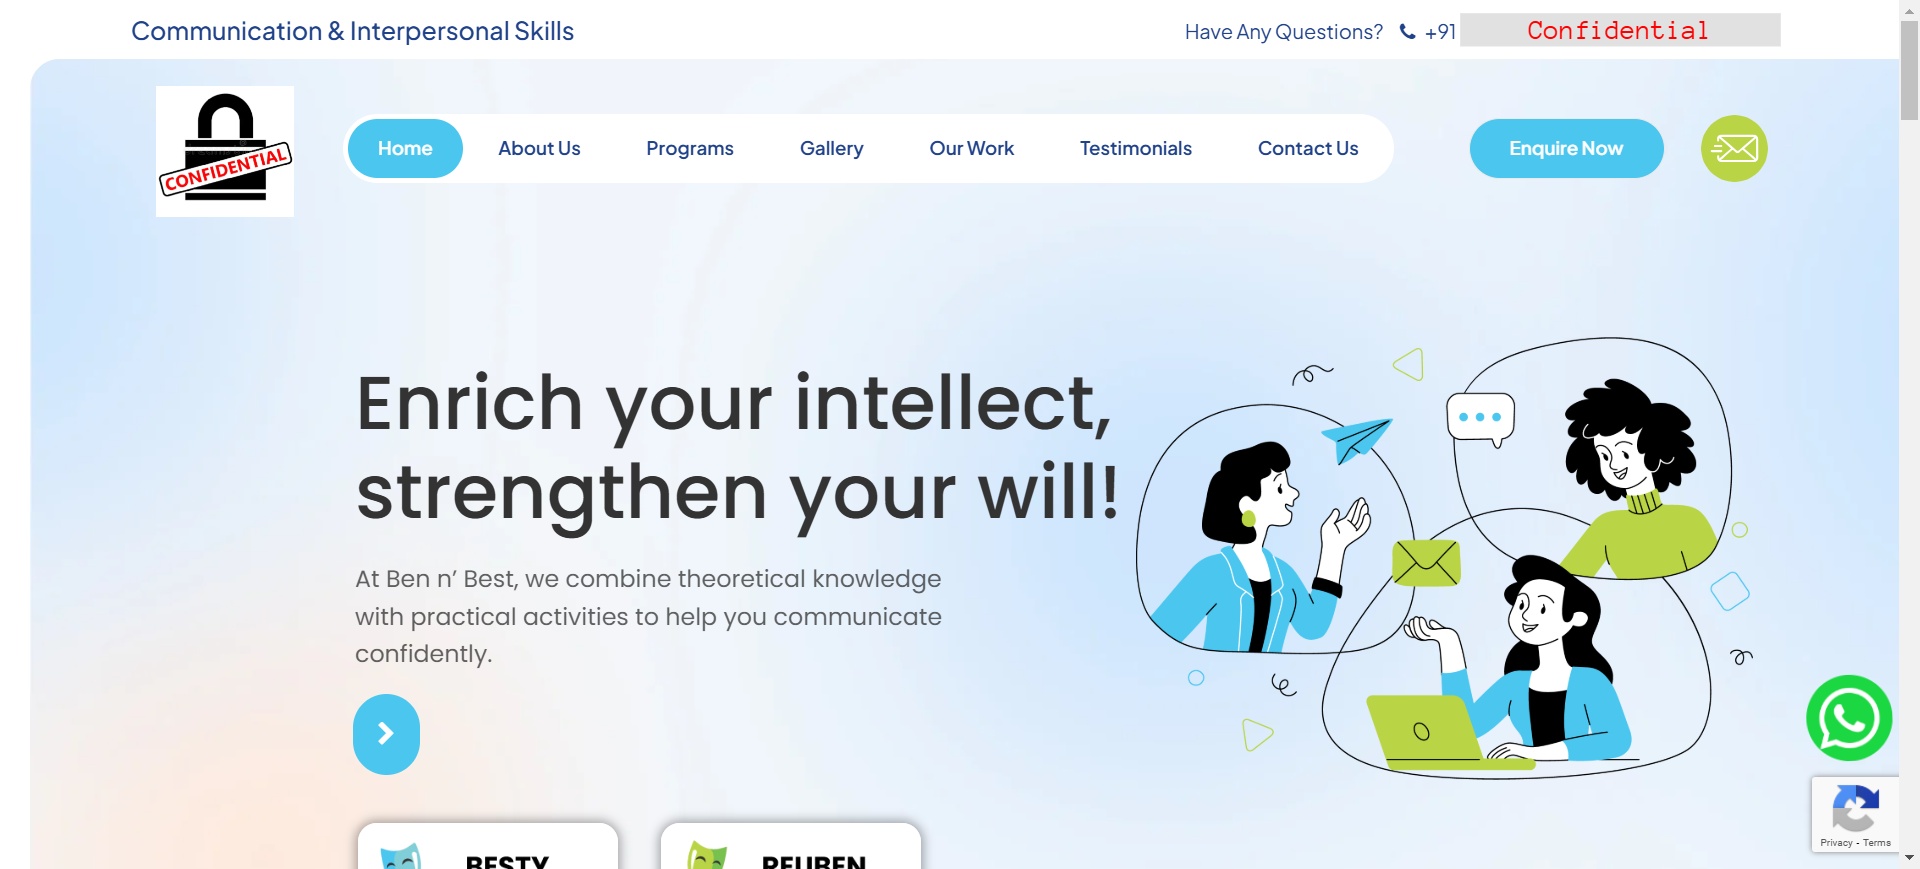 Communication & Interpersonal Skills
Have Any Questions? +91 Confidential
CONFIDENTIAL
Home About Us Programs Gallery Our Work Testimonials Contact Us Enquire Now
Enrich your intellect,
strengthen your will!
At Ben n’ Best, we combine theoretical knowledge
with practical activities to help you communicate
confidently.
BESTY REUBEN
Privacy - Terms